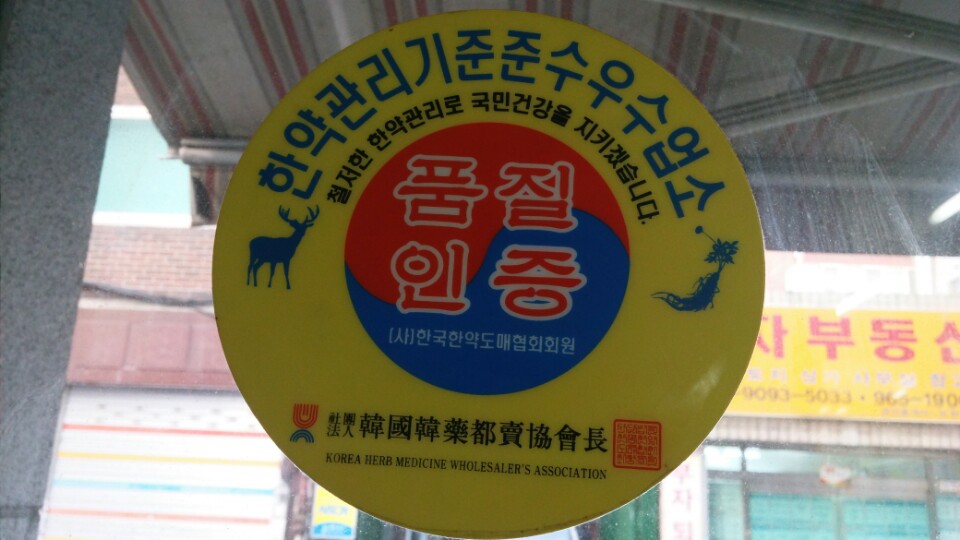 한약관리기준준수우수업소
철저한 한약관리로 국민건강을 지키겠습니다.
품질
인증
(사)한국한약도매협회회원
社團
法人
韓國韓藥都賣協會長
KOREA HERB MEDICINE WHOLESALER'S ASSOCIATION
자부동산
9093-5033 · 965-190